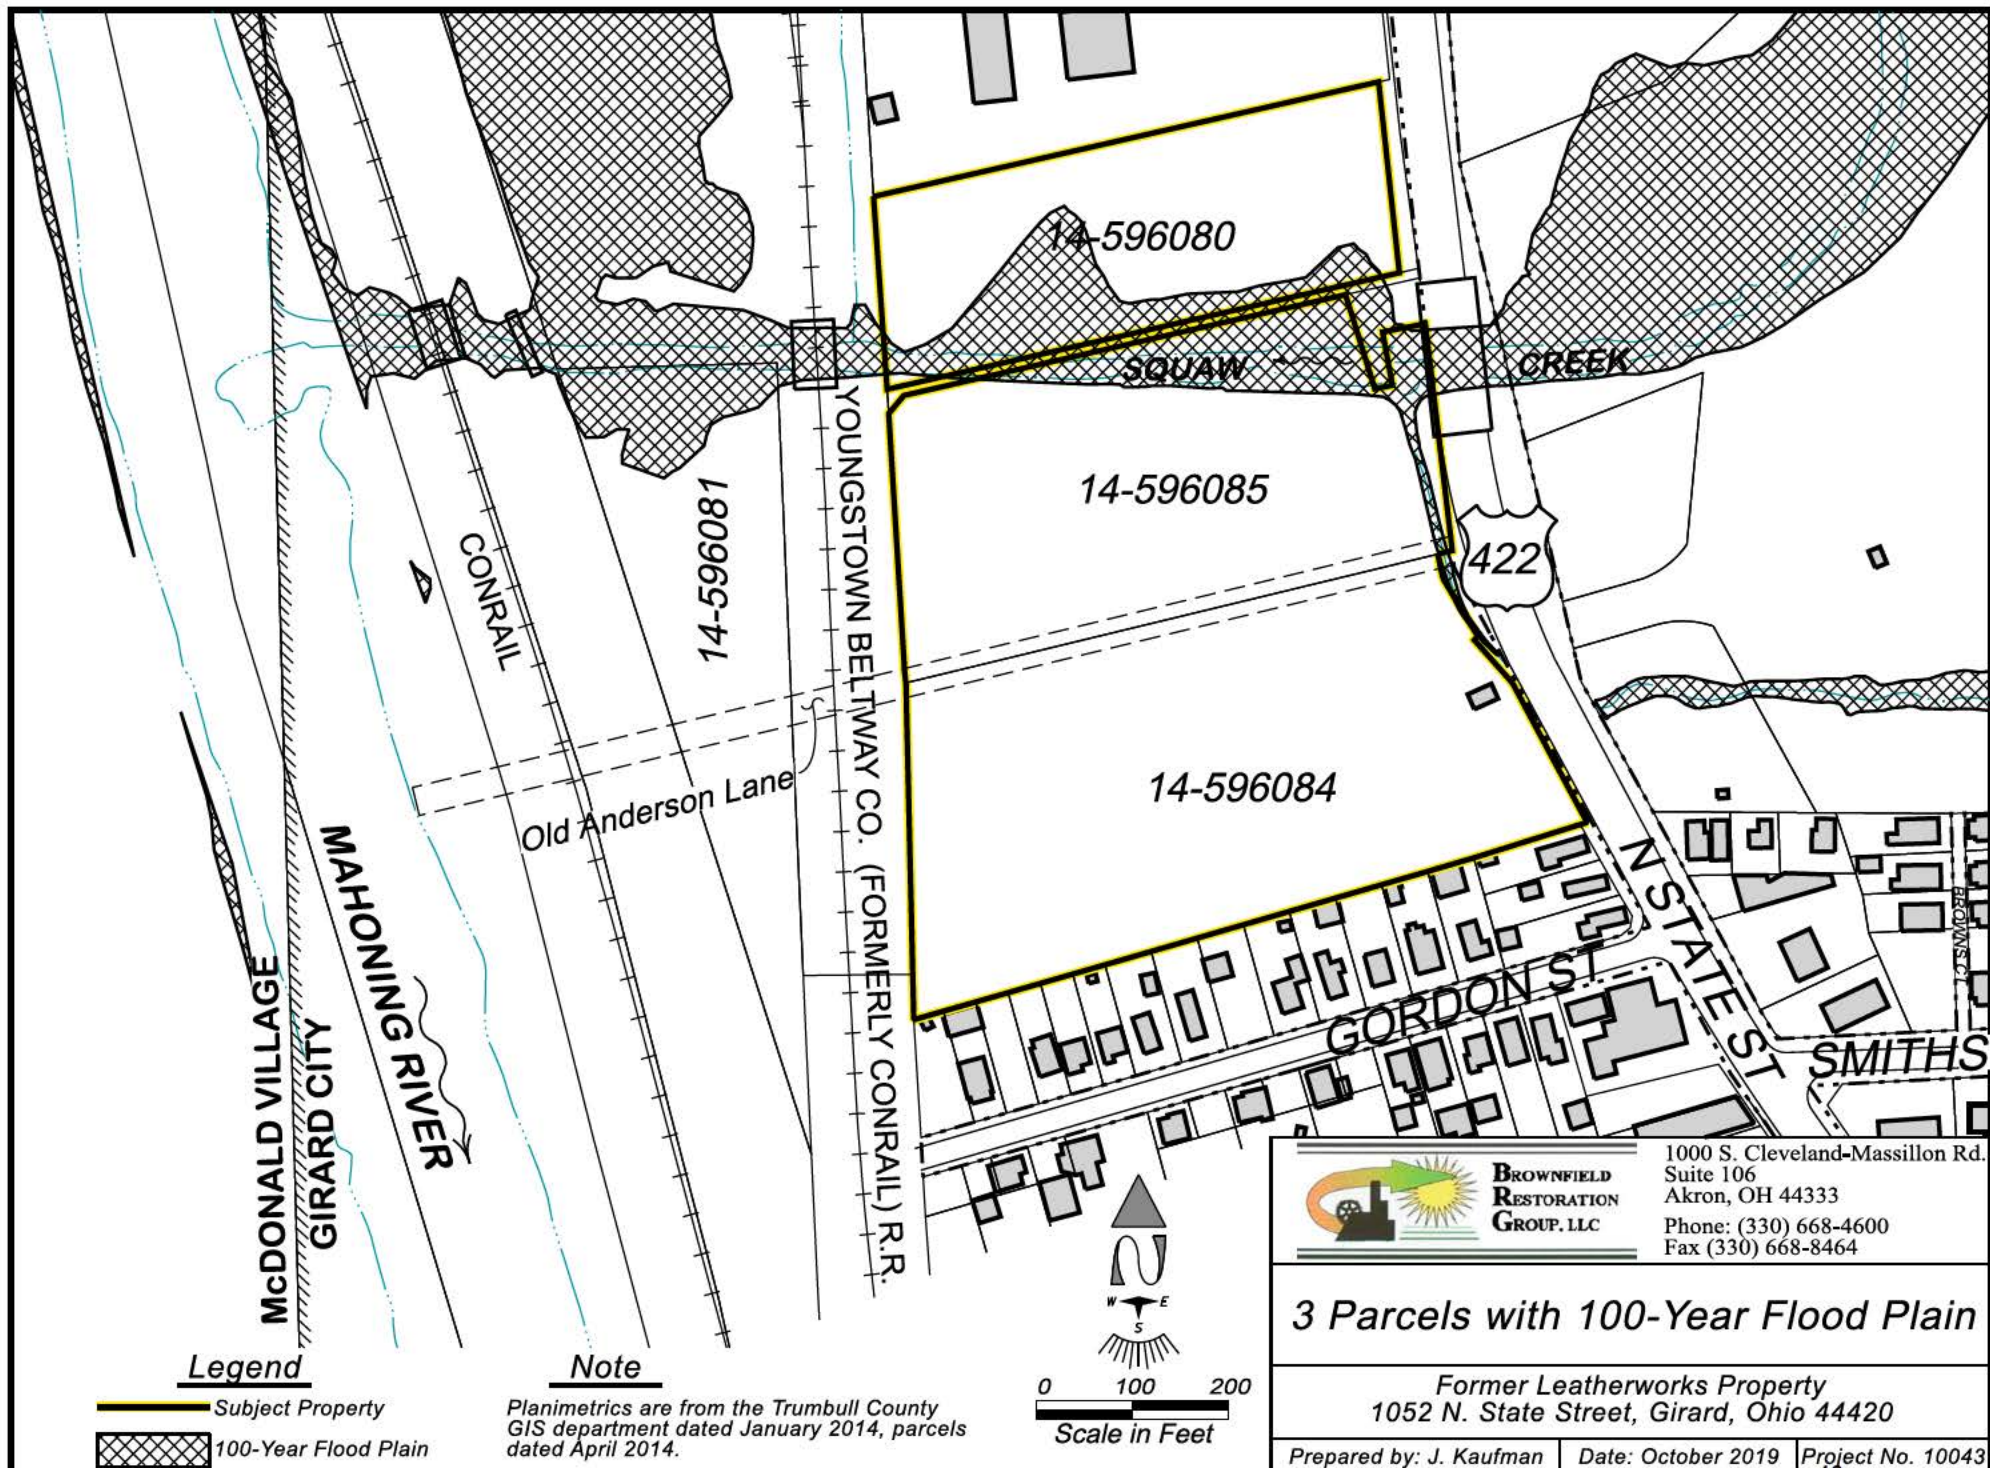 14-596080
SQUAW
CREEK
14-596085
14-596081
422
CONRAIL
YOUNGSTOWN BELTWAY CO. (FORMERLY CONRAIL) R.R.
Old Anderson Lane
14-596084
MAHONING RIVER
McDONALD VILLAGE
GIRARD CITY
N STATE ST
GORDON ST
BROWNS CT
SMITHS
W E
S
0 100 200
Scale in Feet
Legend
Subject Property
100-Year Flood Plain
Note
Planimetrics are from the Trumbull County
GIS department dated January 2014, parcels
dated April 2014.
BROWNFIELD
RESTORATION
GROUP, LLC
1000 S. Cleveland-Massillon Rd.
Suite 106
Akron, OH 44333
Phone: (330) 668-4600
Fax (330) 668-8464
3 Parcels with 100-Year Flood Plain
Former Leatherworks Property
1052 N. State Street, Girard, Ohio 44420
Prepared by: J. Kaufman
Date: October 2019
Project No. 10043